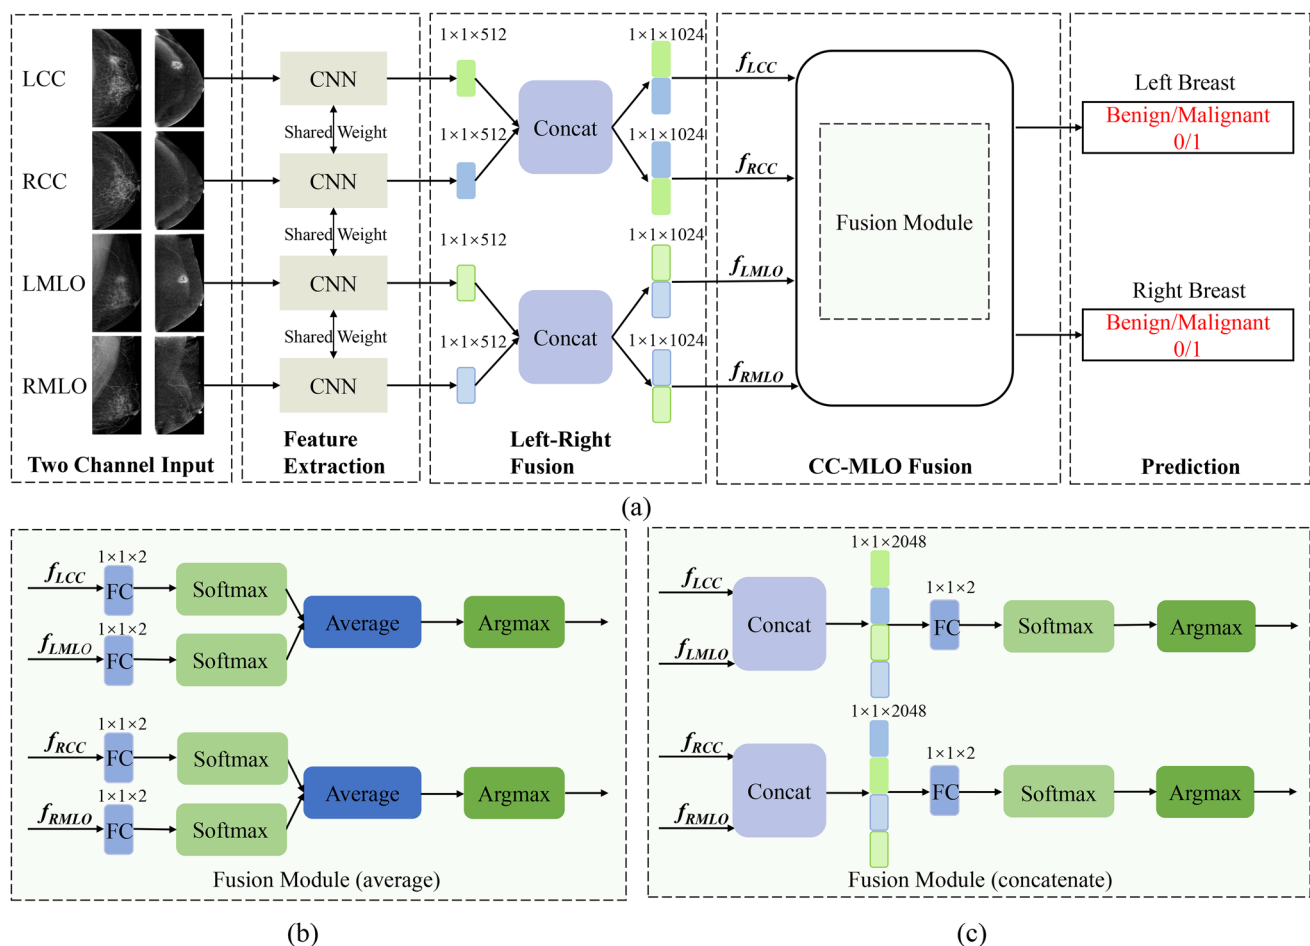 LCC
RCC
LMLO
RMLO
Two Channel Input
CNN
Shared Weight
CNN
Shared Weight
CNN
Shared Weight
CNN
Feature
Extraction
1×1×512
1×1×512
1×1×512
1×1×512
Concat
Concat
1×1×1024
1×1×1024
1×1×1024
1×1×1024
Left-Right
Fusion
fLCC
fRCC
fLMLO
fRMLO
Fusion Module
CC-MLO Fusion
Left Breast
Benign/Malignant
0/1
Right Breast
Benign/Malignant
0/1
Prediction
(a)
1×1×2
fLCC
FC
Softmax
1×1×2
fLMLO
FC
Softmax
Average
Argmax
1×1×2
fRCC
FC
Softmax
1×1×2
fRMLO
FC
Softmax
Average
Argmax
Fusion Module (average)
(b)
1×1×2048
fLCC
fLMLO
Concat
1×1×2
FC
Softmax
Argmax
1×1×2048
fRCC
fRMLO
Concat
1×1×2
FC
Softmax
Argmax
Fusion Module (concatenate)
(c)